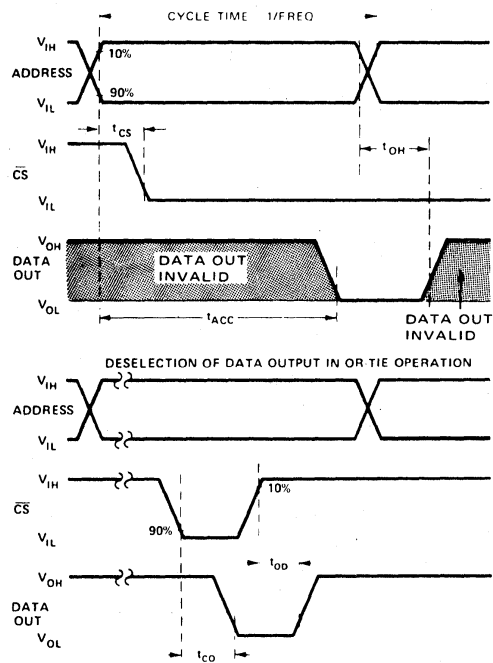 CYCLE TIME 1/FREQ
VIH
10%
ADDRESS
90%
VIL
tCS
VIH
tOH
CS
VIL
VOH
DATA OUT
DATA OUT INVALID
VOL
tACC
DATA OUT INVALID
DESELECTION OF DATA OUTPUT IN OR-TIE OPERATION
VIH
ADDRESS
VIL
VIH
10%
CS
90%
VIL
tOD
VOH
DATA OUT
VOL
tCO